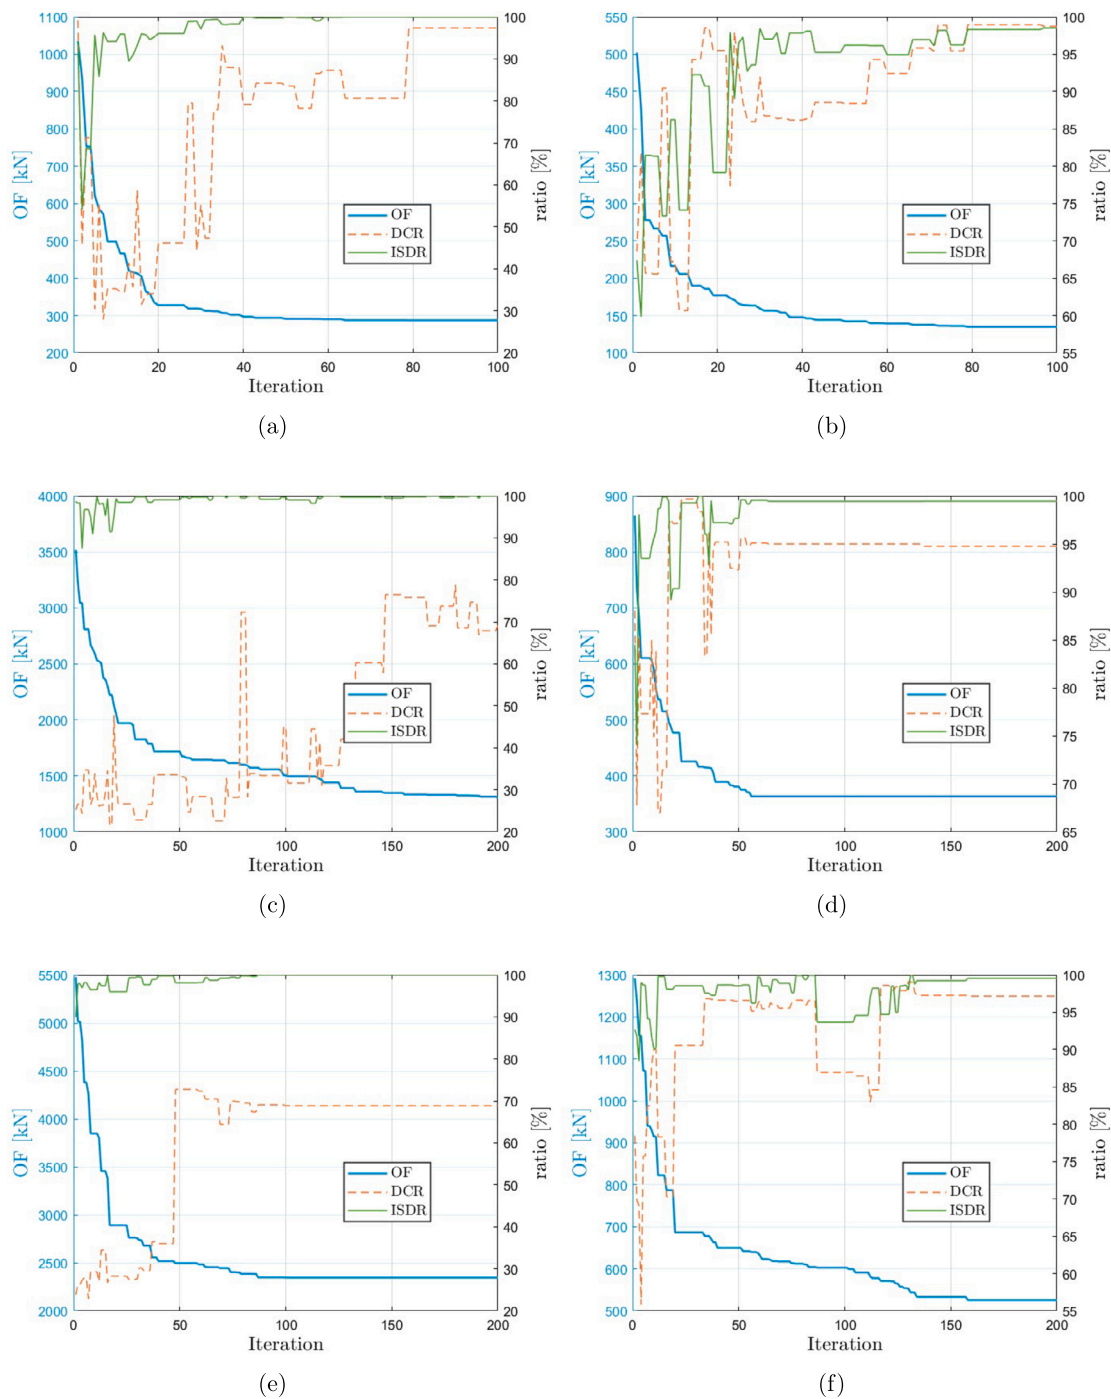 1100
1000
900
800
700
600
500
400
300
200
OF [kN]
100
90
80
70
60
50
40
30
20
ratio [%]
OF
DCR
ISDR
0 20 40 60 80 100
Iteration
(a)
550
500
450
400
350
300
250
200
150
100
OF [kN]
100
95
90
85
80
75
70
65
60
55
ratio [%]
OF
DCR
ISDR
0 20 40 60 80 100
Iteration
(b)
4000
3500
3000
2500
2000
1500
1000
OF [kN]
100
90
80
70
60
50
40
30
20
ratio [%]
OF
DCR
ISDR
0 50 100 150 200
Iteration
(c)
900
800
700
600
500
400
300
OF [kN]
100
95
90
85
80
75
70
65
ratio [%]
OF
DCR
ISDR
0 50 100 150 200
Iteration
(d)
5500
5000
4500
4000
3500
3000
2500
2000
OF [kN]
100
90
80
70
60
50
40
30
20
ratio [%]
OF
DCR
ISDR
0 50 100 150 200
Iteration
(e)
1300
1200
1100
1000
900
800
700
600
500
OF [kN]
100
95
90
85
80
75
70
65
60
55
ratio [%]
OF
DCR
ISDR
0 50 100 150 200
Iteration
(f)